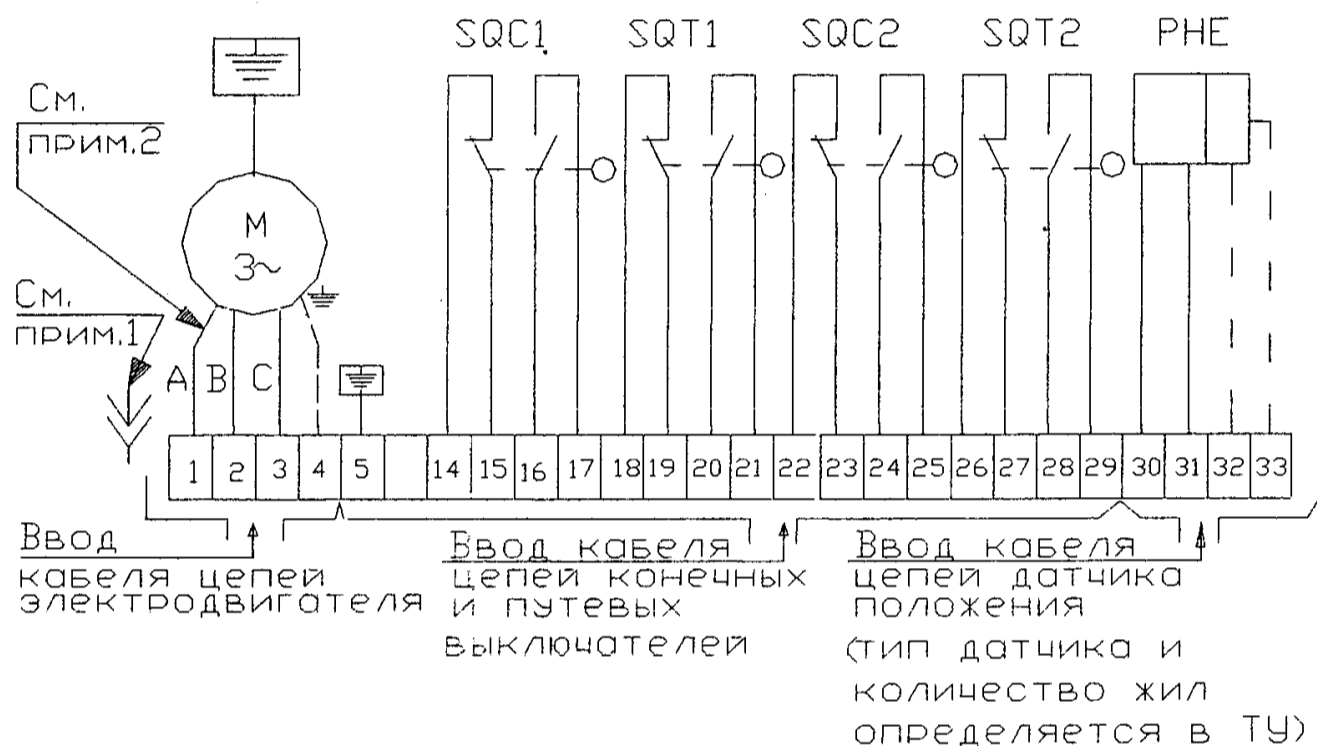 SQC1 SQT1 SQC2 SQT2 PHE
См.
прим.2
M
3~
См.
прим.1
A B C
1 2 3 4 5 14 15 16 17 18 19 20 21 22 23 24 25 26 27 28 29 30 31 32 33
Ввод
кабеля цепей
электродвигателя
Ввод кабеля
цепей конечных
и путевых
выключателей
Ввод кабеля
цепей датчика
положения
(тип датчика и
количество жил
определяется в ТУ)